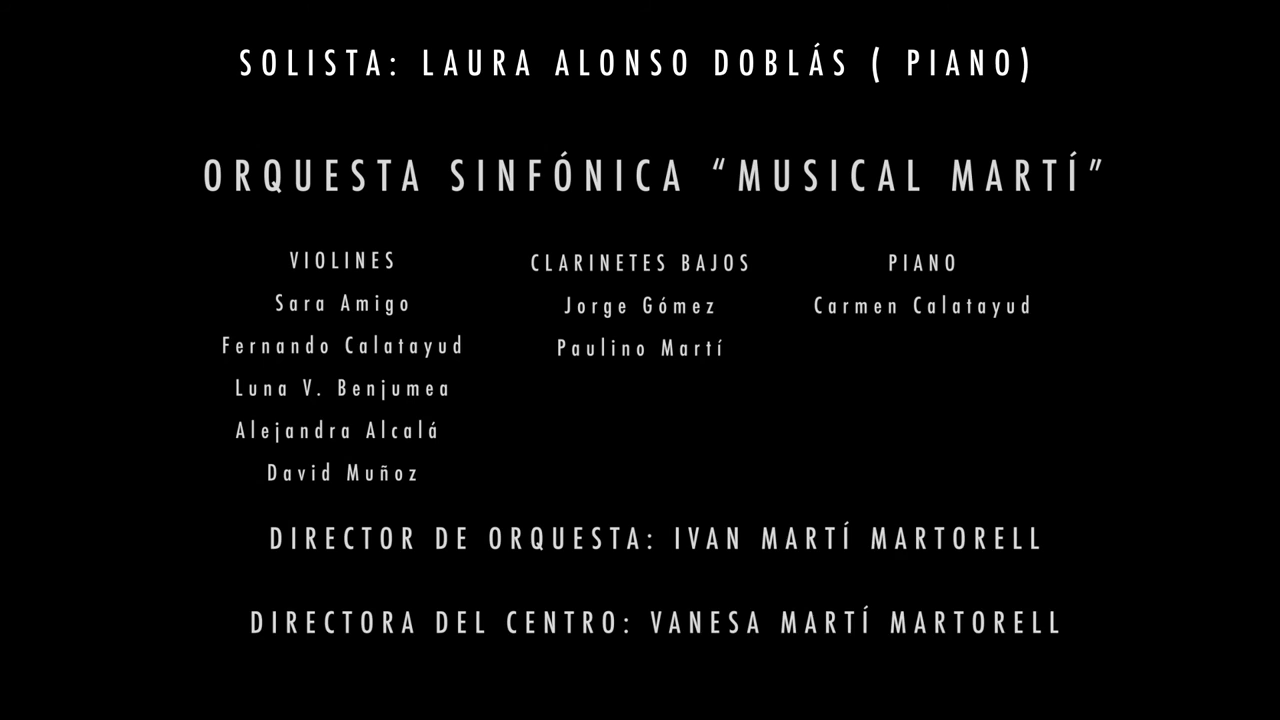 SOLISTA: LAURA ALONSO DOBLÁS ( PIANO)
ORQUESTA SINFÓNICA “MUSICAL MARTÍ”
VIOLINES
Sara Amigo
Fernando Calatayud
Luna V. Benjumea
Alejandra Alcalá
David Muñoz
CLARINETES BAJOS
Jorge Gómez
Paulino Martí
PIANO
Carmen Calatayud
DIRECTOR DE ORQUESTA: IVAN MARTÍ MARTORELL
DIRECTORA DEL CENTRO: VANESA MARTÍ MARTORELL